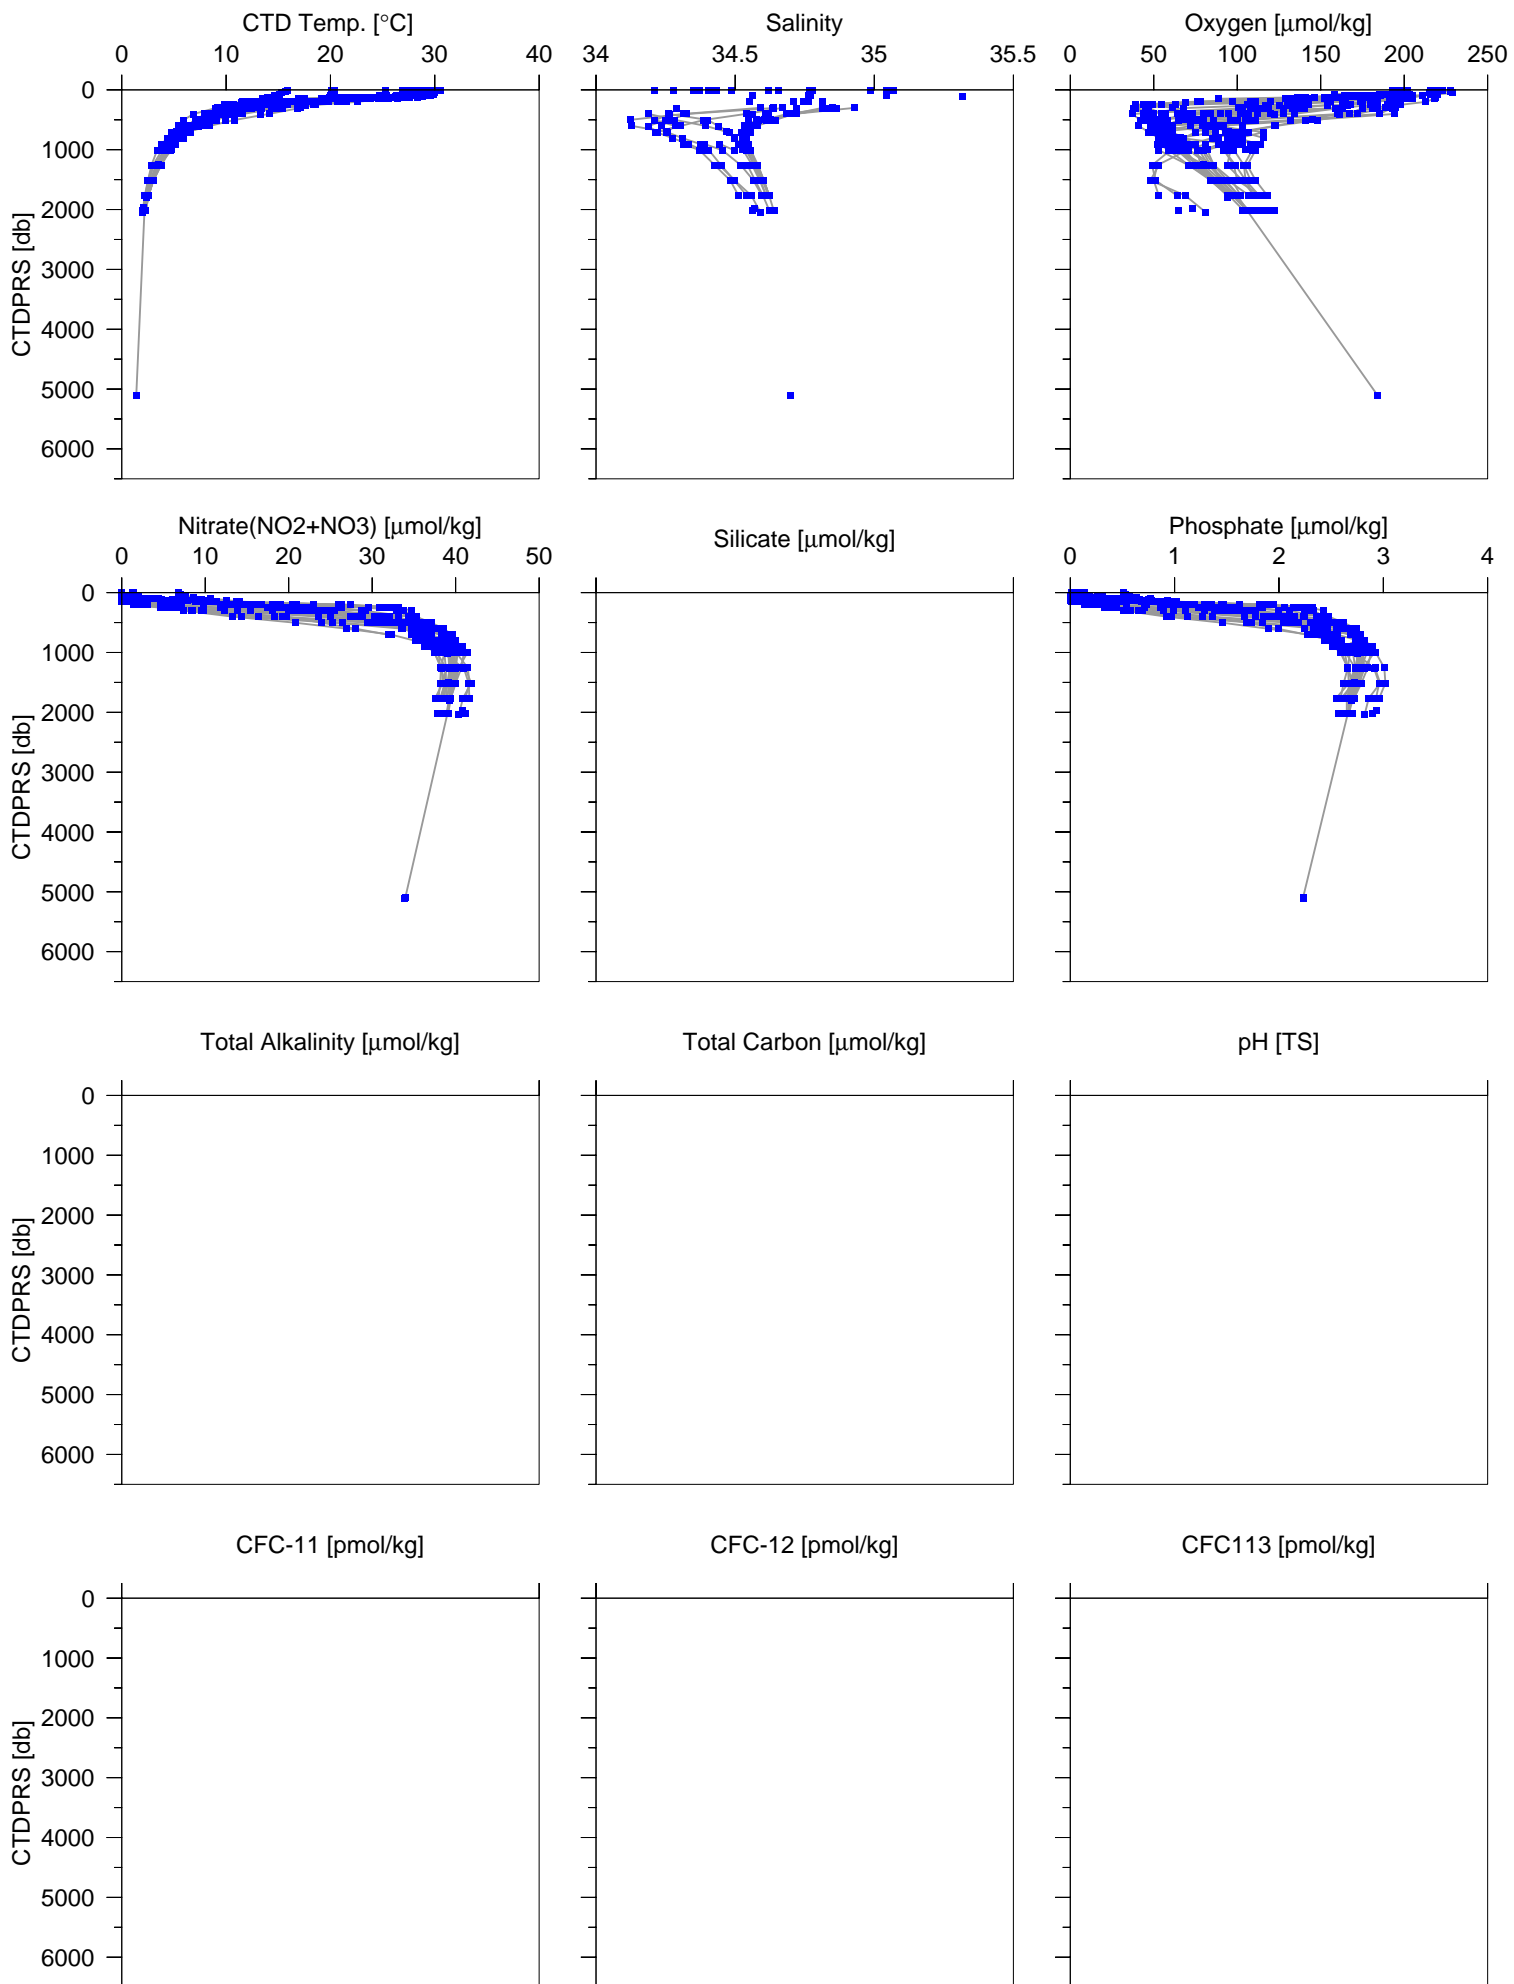 CTD Temp. [°C]
Salinity
Oxygen [μmol/kg]
0 10 20 30 40
34 34.5 35 35.5
0 50 100 150 200 250
0
1000
2000
3000
4000
5000
6000
CTDPRS [db]
Nitrate(NO2+NO3) [μmol/kg]
Silicate [μmol/kg]
Phosphate [μmol/kg]
0 10 20 30 40 50
0 1 2 3 4
0
1000
2000
3000
4000
5000
6000
CTDPRS [db]
Total Alkalinity [μmol/kg]
Total Carbon [μmol/kg]
pH [TS]
0
1000
2000
3000
4000
5000
6000
CTDPRS [db]
CFC-11 [pmol/kg]
CFC-12 [pmol/kg]
CFC113 [pmol/kg]
0
1000
2000
3000
4000
5000
6000
CTDPRS [db]